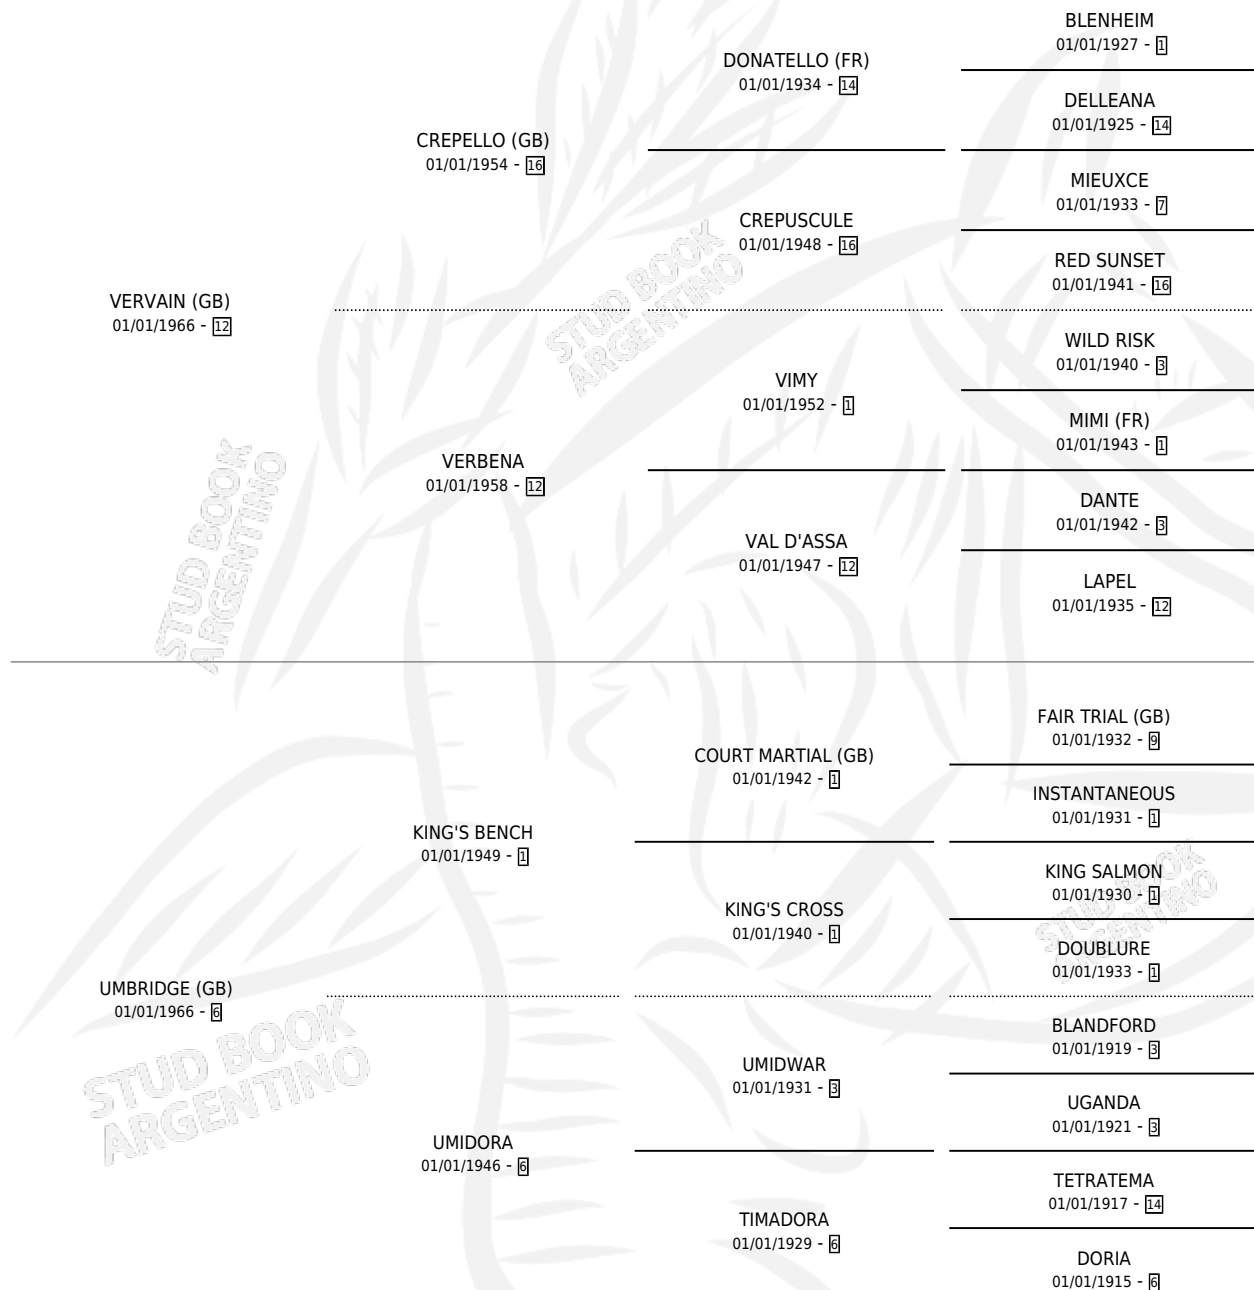 BLENHEIM
01/01/1927 - 1
DONATELLO (FR)
01/01/1934 - 14
DELLEANA
01/01/1925 - 14
CREPELLO (GB)
01/01/1954 - 16
MIEUXCE
01/01/1933 - 7
CREPUSCULE
01/01/1948 - 16
RED SUNSET
01/01/1941 - 16
STUD BOOK
ARGENTINO
VERVAIN (GB)
01/01/1966 - 12
WILD RISK
01/01/1940 - 3
VIMY
01/01/1952 - 1
MIMI (FR)
01/01/1943 - 1
VERBENA
01/01/1958 - 12
DANTE
01/01/1942 - 3
VAL D'ASSA
01/01/1947 - 12
LAPEL
01/01/1935 - 12
STUD BOOK
ARGENTINO
FAIR TRIAL (GB)
01/01/1932 - 9
COURT MARTIAL (GB)
01/01/1942 - 1
INSTANTANEOUS
01/01/1931 - 1
KING'S BENCH
01/01/1949 - 1
KING SALMON
01/01/1930 - 1
KING'S CROSS
01/01/1940 - 1
STUD BOOK
ARGENTINO
DOUBLURE
01/01/1933 - 1
UMBRIDGE (GB)
01/01/1966 - 6
BLANDFORD
01/01/1919 - 3
UMIDWAR
01/01/1931 - 3
UGANDA
01/01/1921 - 3
STUD BOOK
ARGENTINO
UMIDORA
01/01/1946 - 6
TETRATEMA
01/01/1917 - 14
TIMADORA
01/01/1929 - 6
DORIA
01/01/1915 - 6